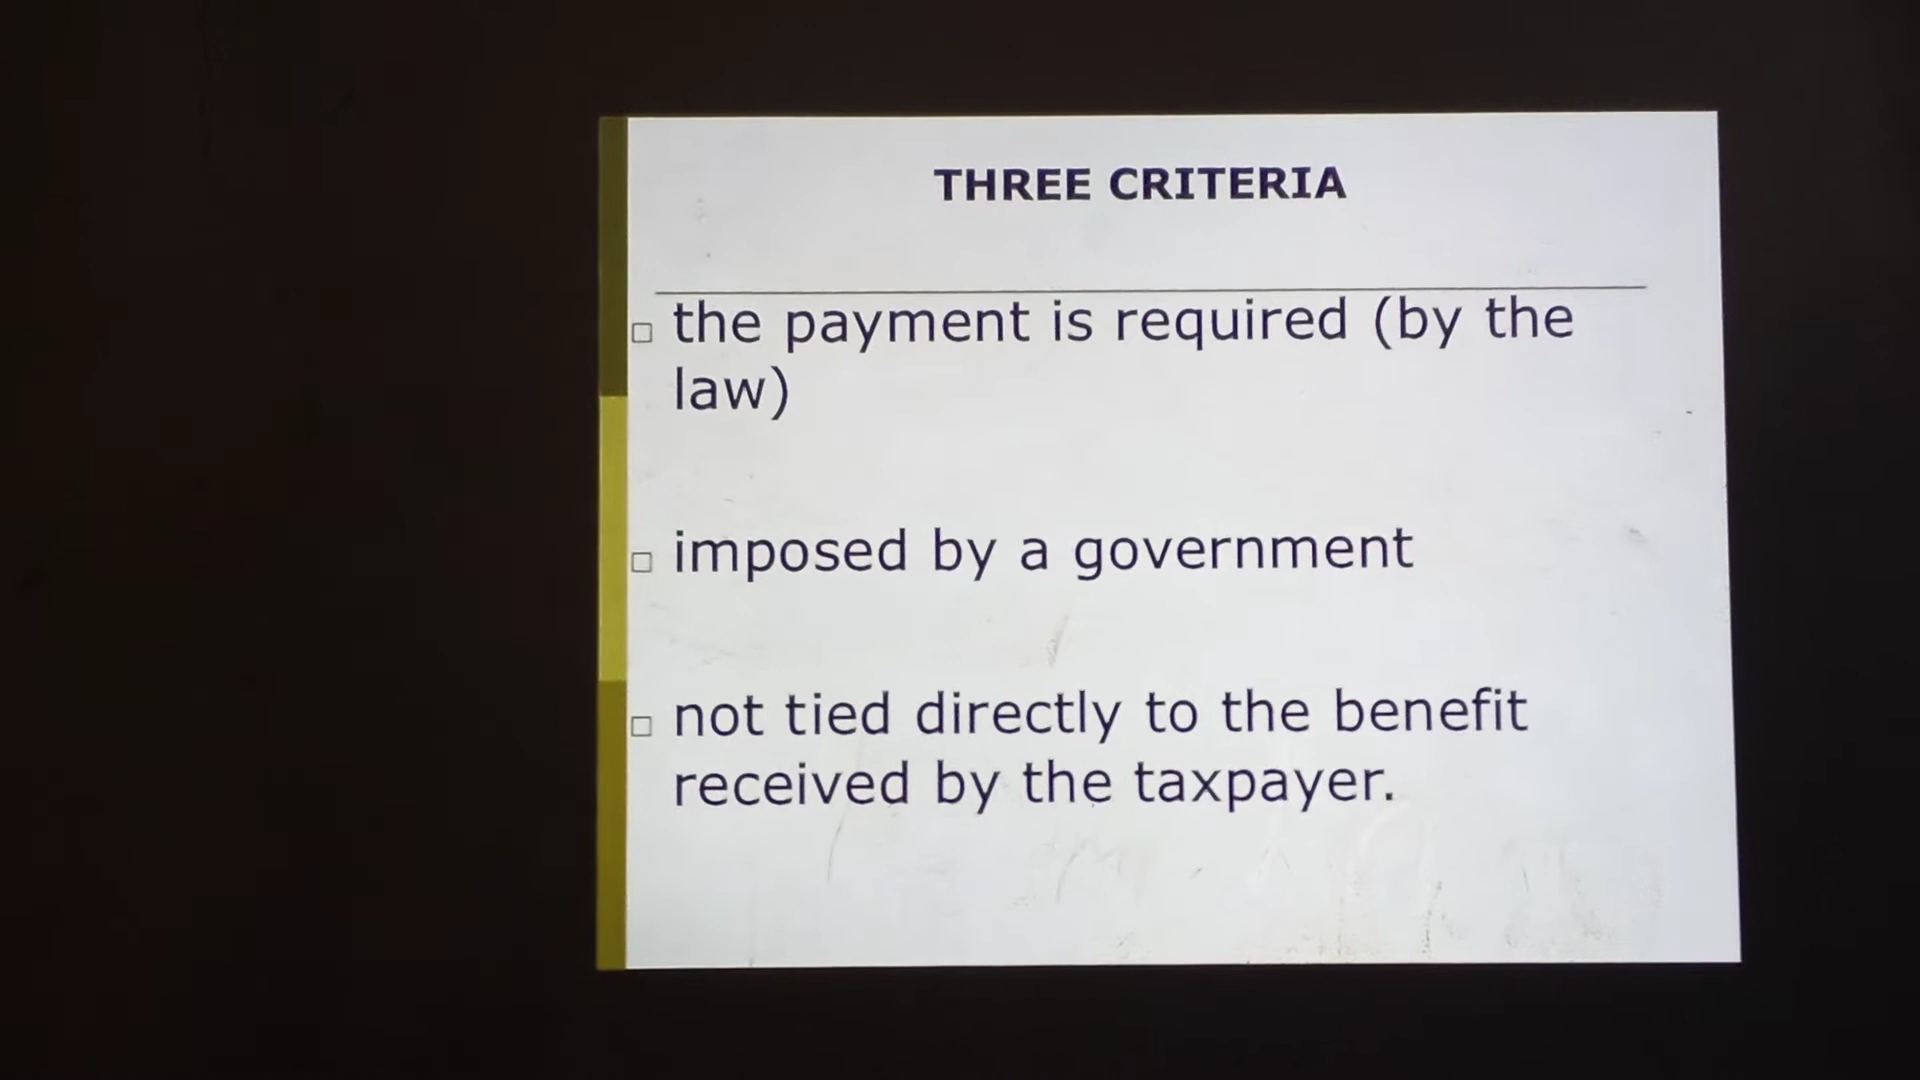 THREE CRITERIA
the payment is required (by the
law)
imposed by a government
not tied directly to the benefit
received by the taxpayer.